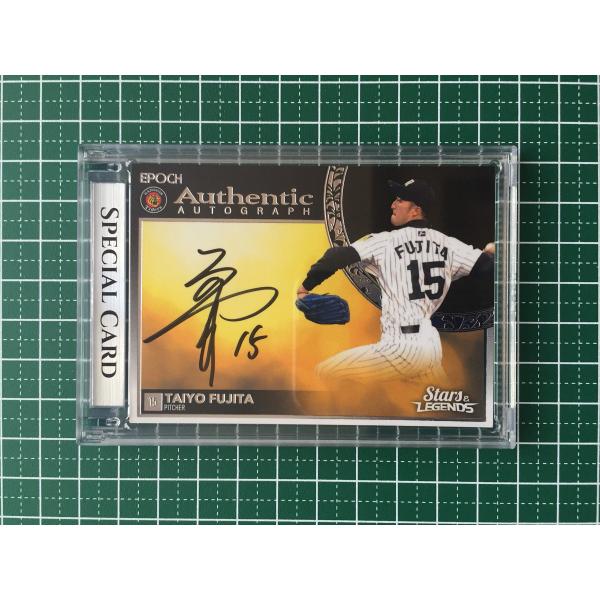 SPECIAL CARD
EPOCH
Authentic
AUTOGRAPH
FUJITA
15
15
15 TAIYO FUJITA
PITCHER
Stars &
LEGENDS